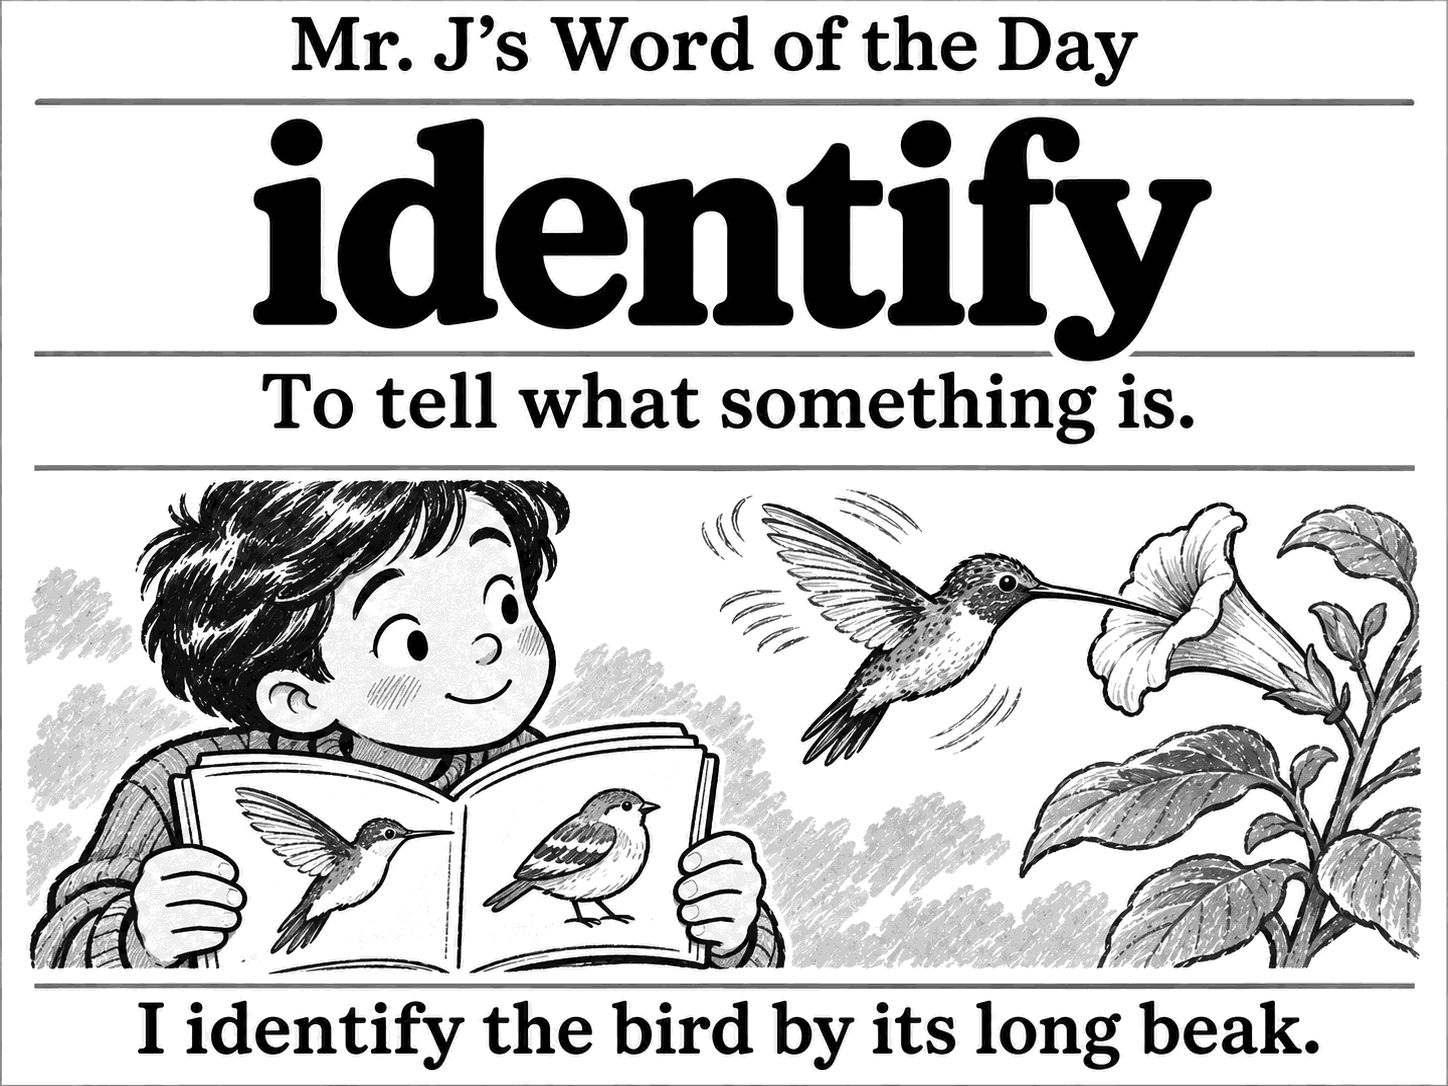 Mr. J’s Word of the Day
identify
To tell what something is.
I identify the bird by its long beak.